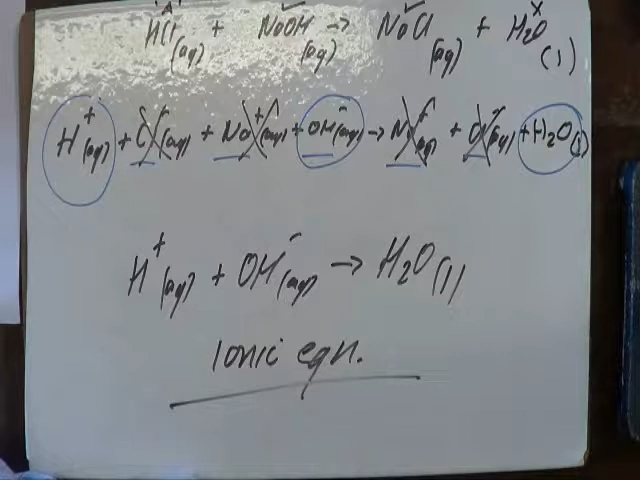 HCl(aq) + NaOH(aq) → NaCl(aq) + H₂O(l)
H⁺(aq) + Cl⁻(aq) + Na⁺(aq) + OH⁻(aq) → Na⁺(aq) + Cl⁻(aq) + H₂O(l)
H⁺(aq) + OH⁻(aq) → H₂O(l)
Ionic eqn.